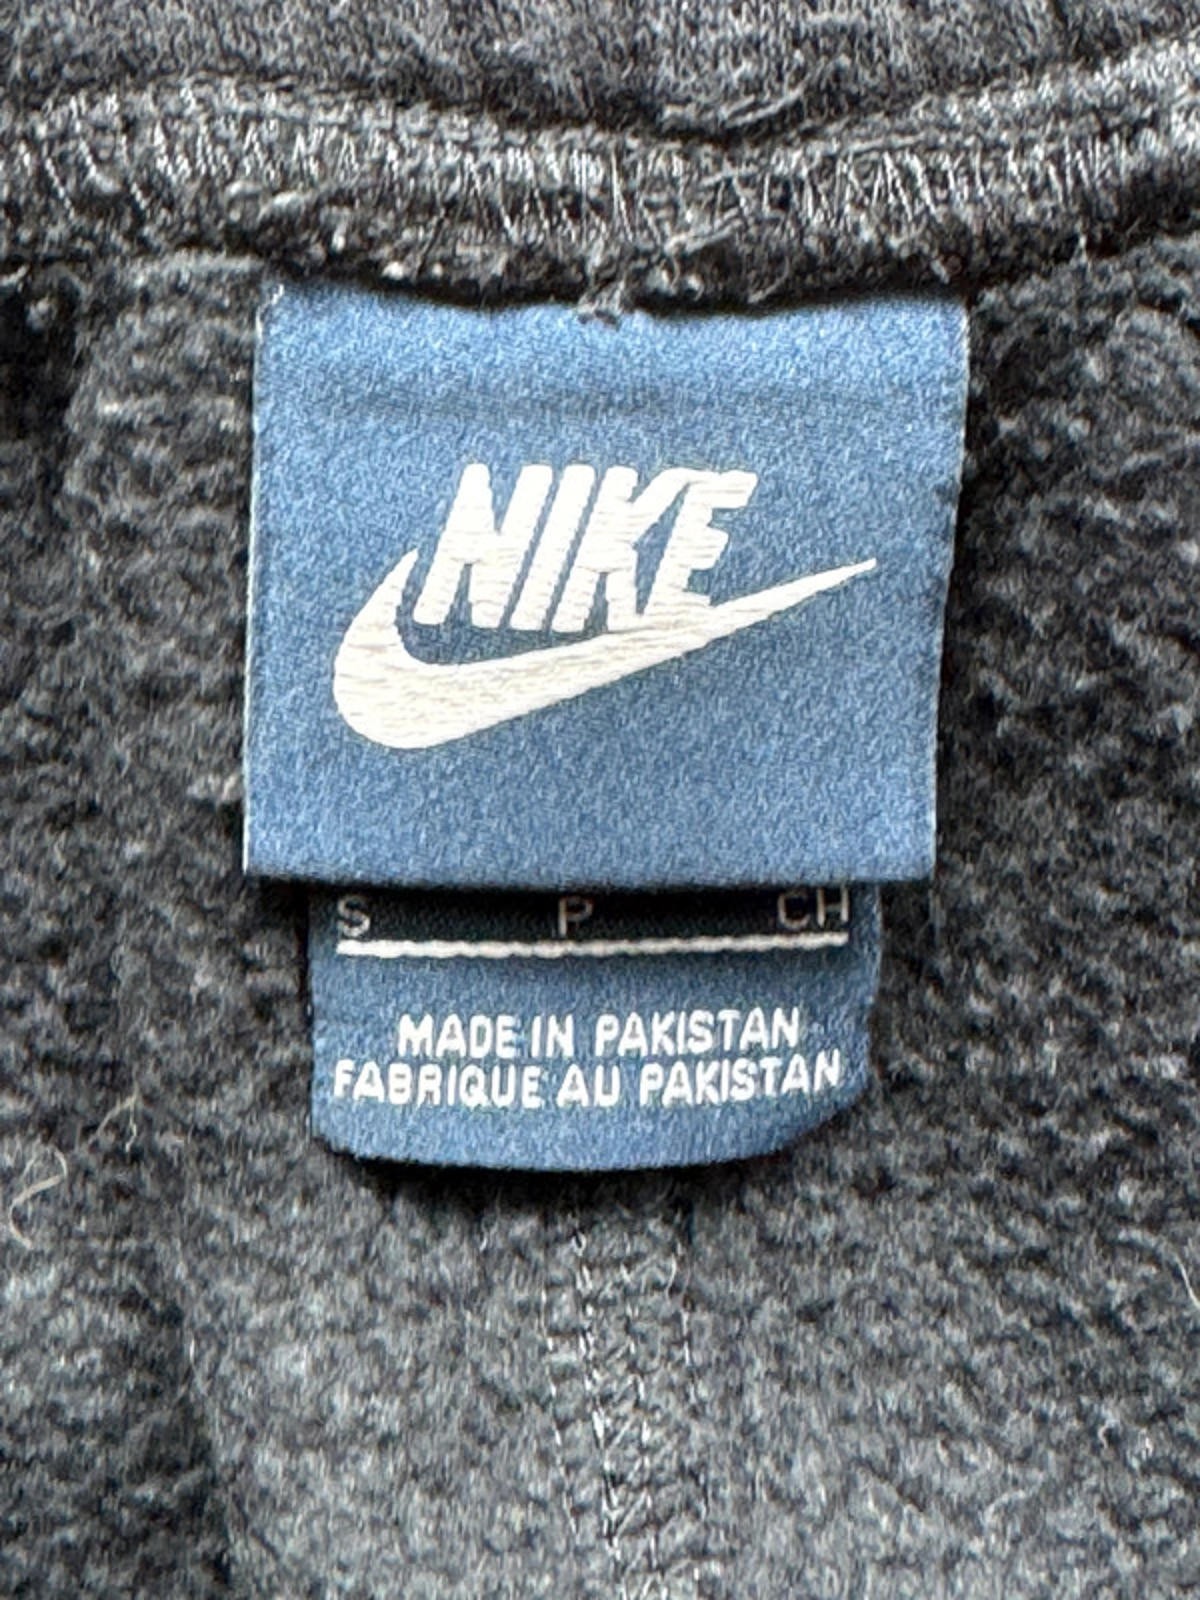 NIKE
S P CH
MADE IN PAKISTAN
FABRIQUE AU PAKISTAN